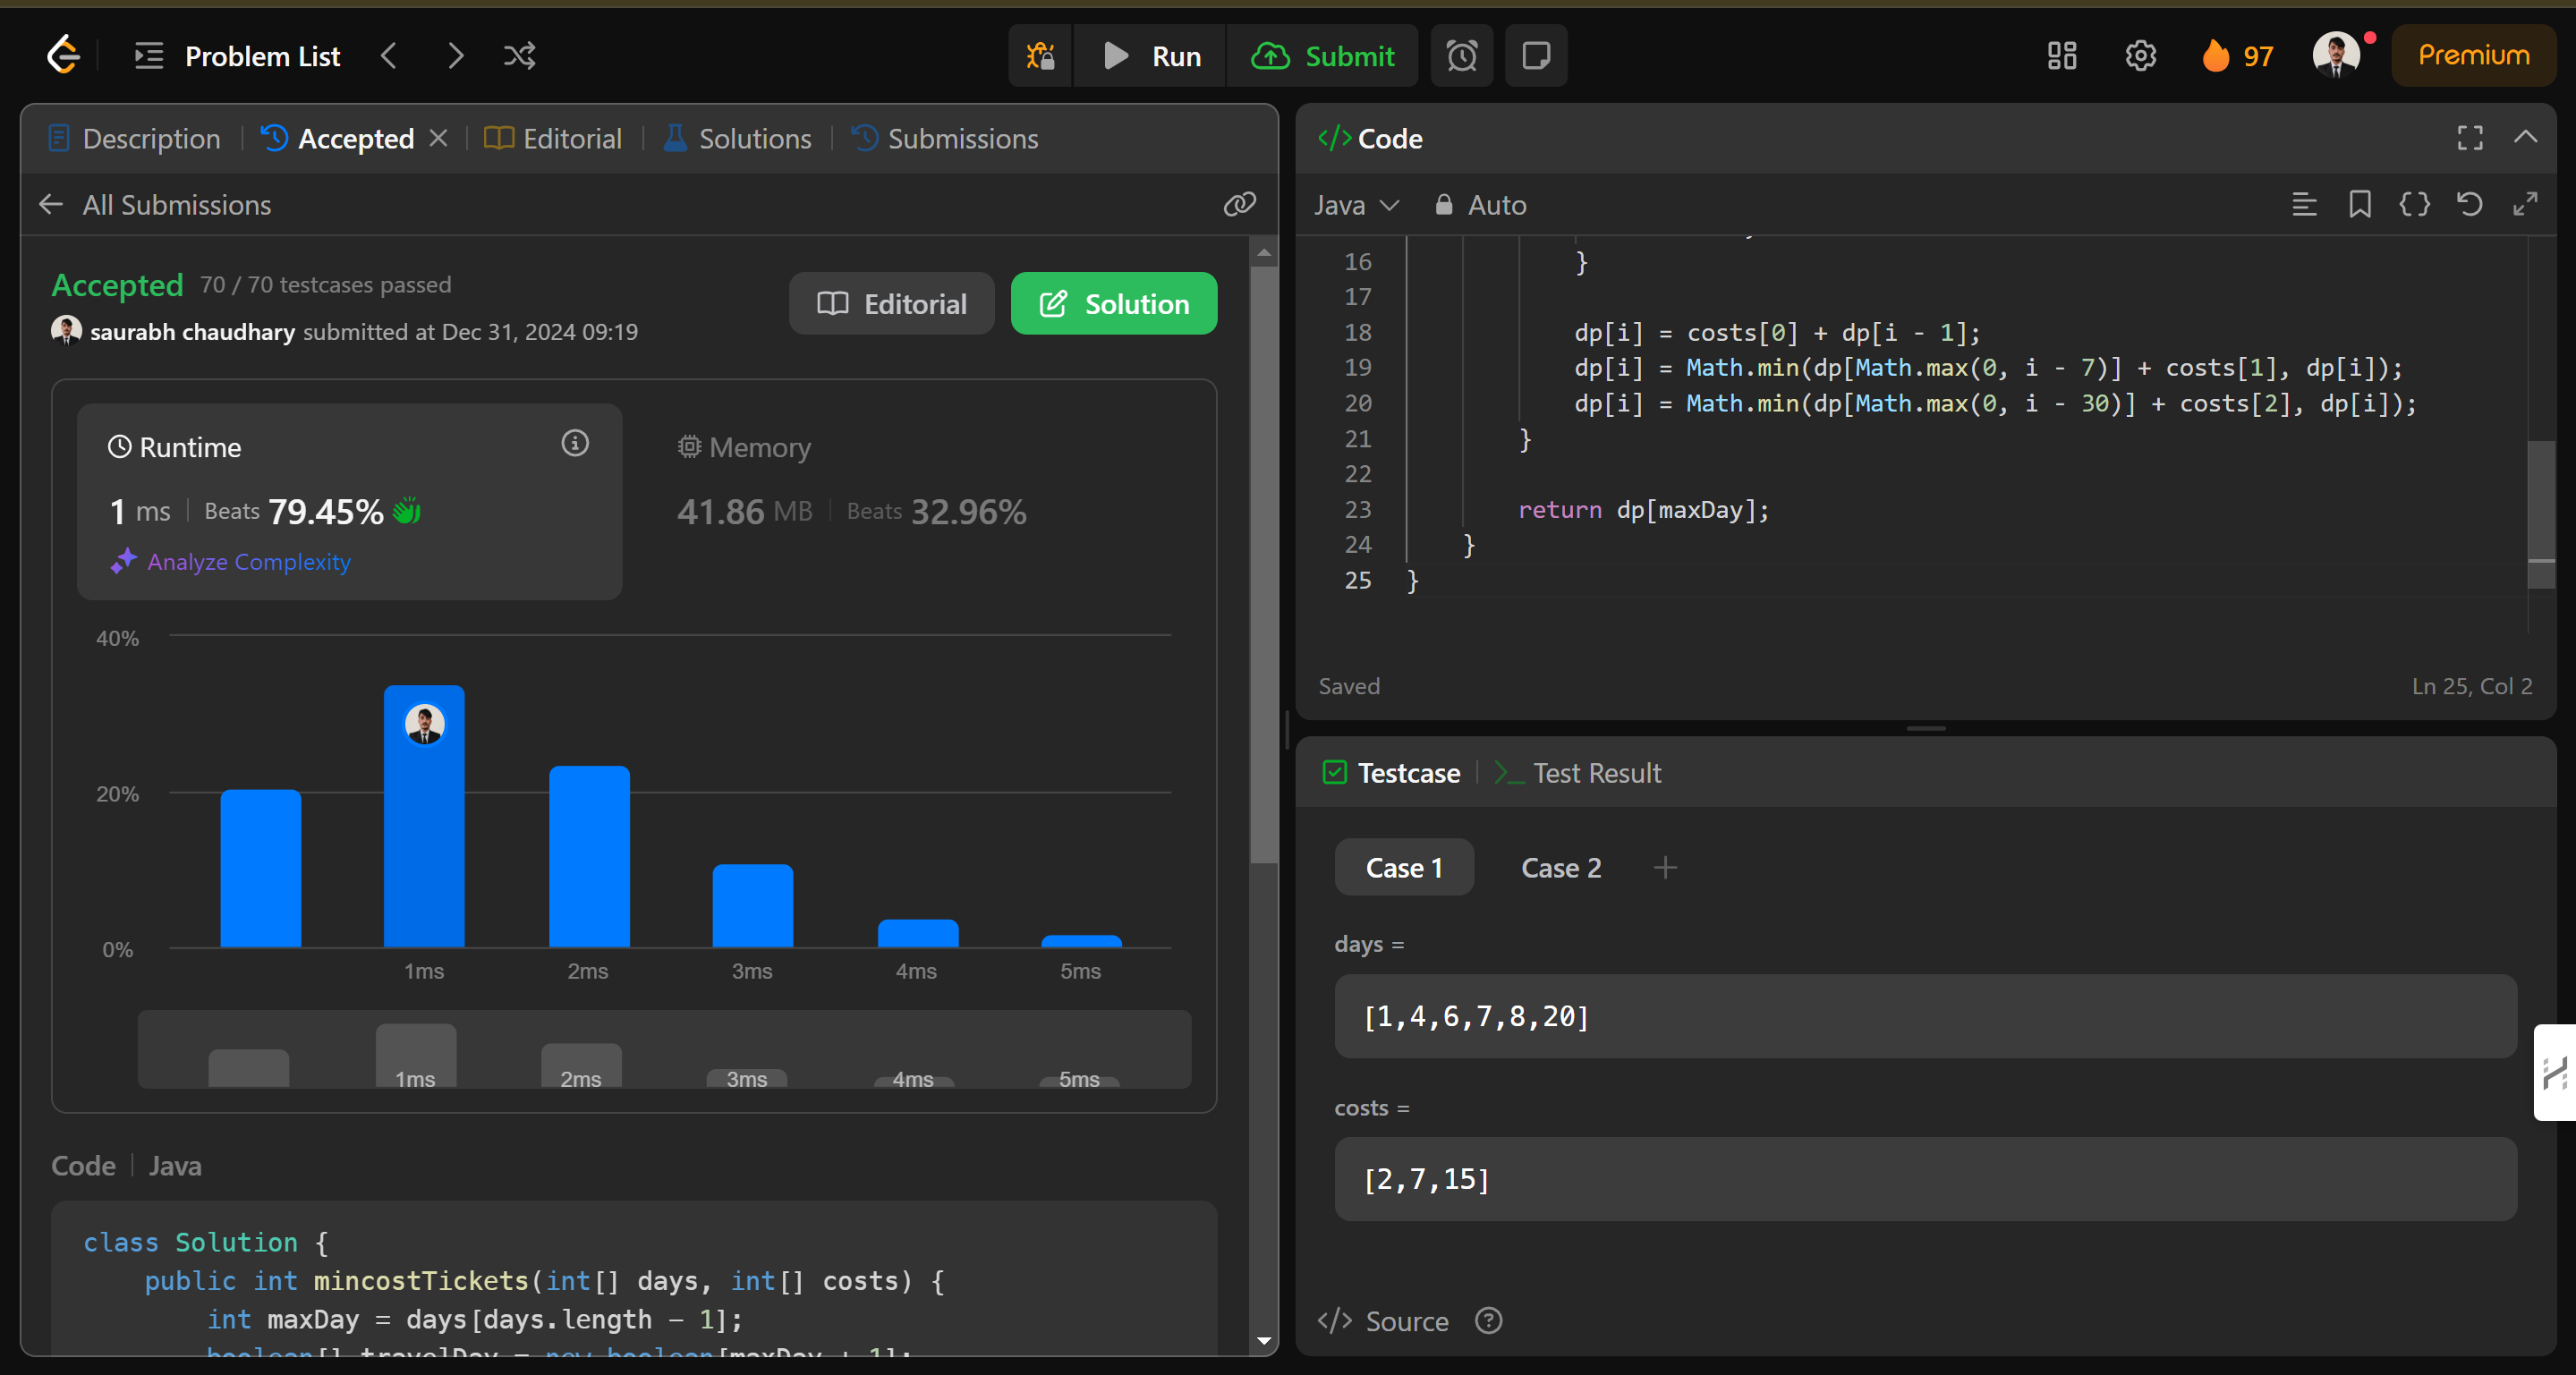 Problem List
Run
Submit
97
Premium
Description
Accepted
Editorial
Solutions
Submissions
All Submissions
Accepted 70 / 70 testcases passed
saurabh chaudhary submitted at Dec 31, 2024 09:19
Editorial
Solution
Runtime
1 ms Beats 79.45%
Analyze Complexity
Memory
41.86 MB Beats 32.96%
40%
20%
0%
1ms 2ms 3ms 4ms 5ms
1ms 2ms 3ms 4ms 5ms
Code Java
class Solution {
public int mincostTickets(int[] days, int[] costs) {
int maxDay = days[days.length - 1];
boolean[] travelDay = new boolean[maxDay + 1];
Code
Java Auto
16 }
17
18 dp[i] = costs[0] + dp[i - 1];
19 dp[i] = Math.min(dp[Math.max(0, i - 7)] + costs[1], dp[i]);
20 dp[i] = Math.min(dp[Math.max(0, i - 30)] + costs[2], dp[i]);
21 }
22
23 return dp[maxDay];
24 }
25 }
Saved
Ln 25, Col 2
Testcase
Test Result
Case 1 Case 2 +
days =
[1,4,6,7,8,20]
costs =
[2,7,15]
</> Source